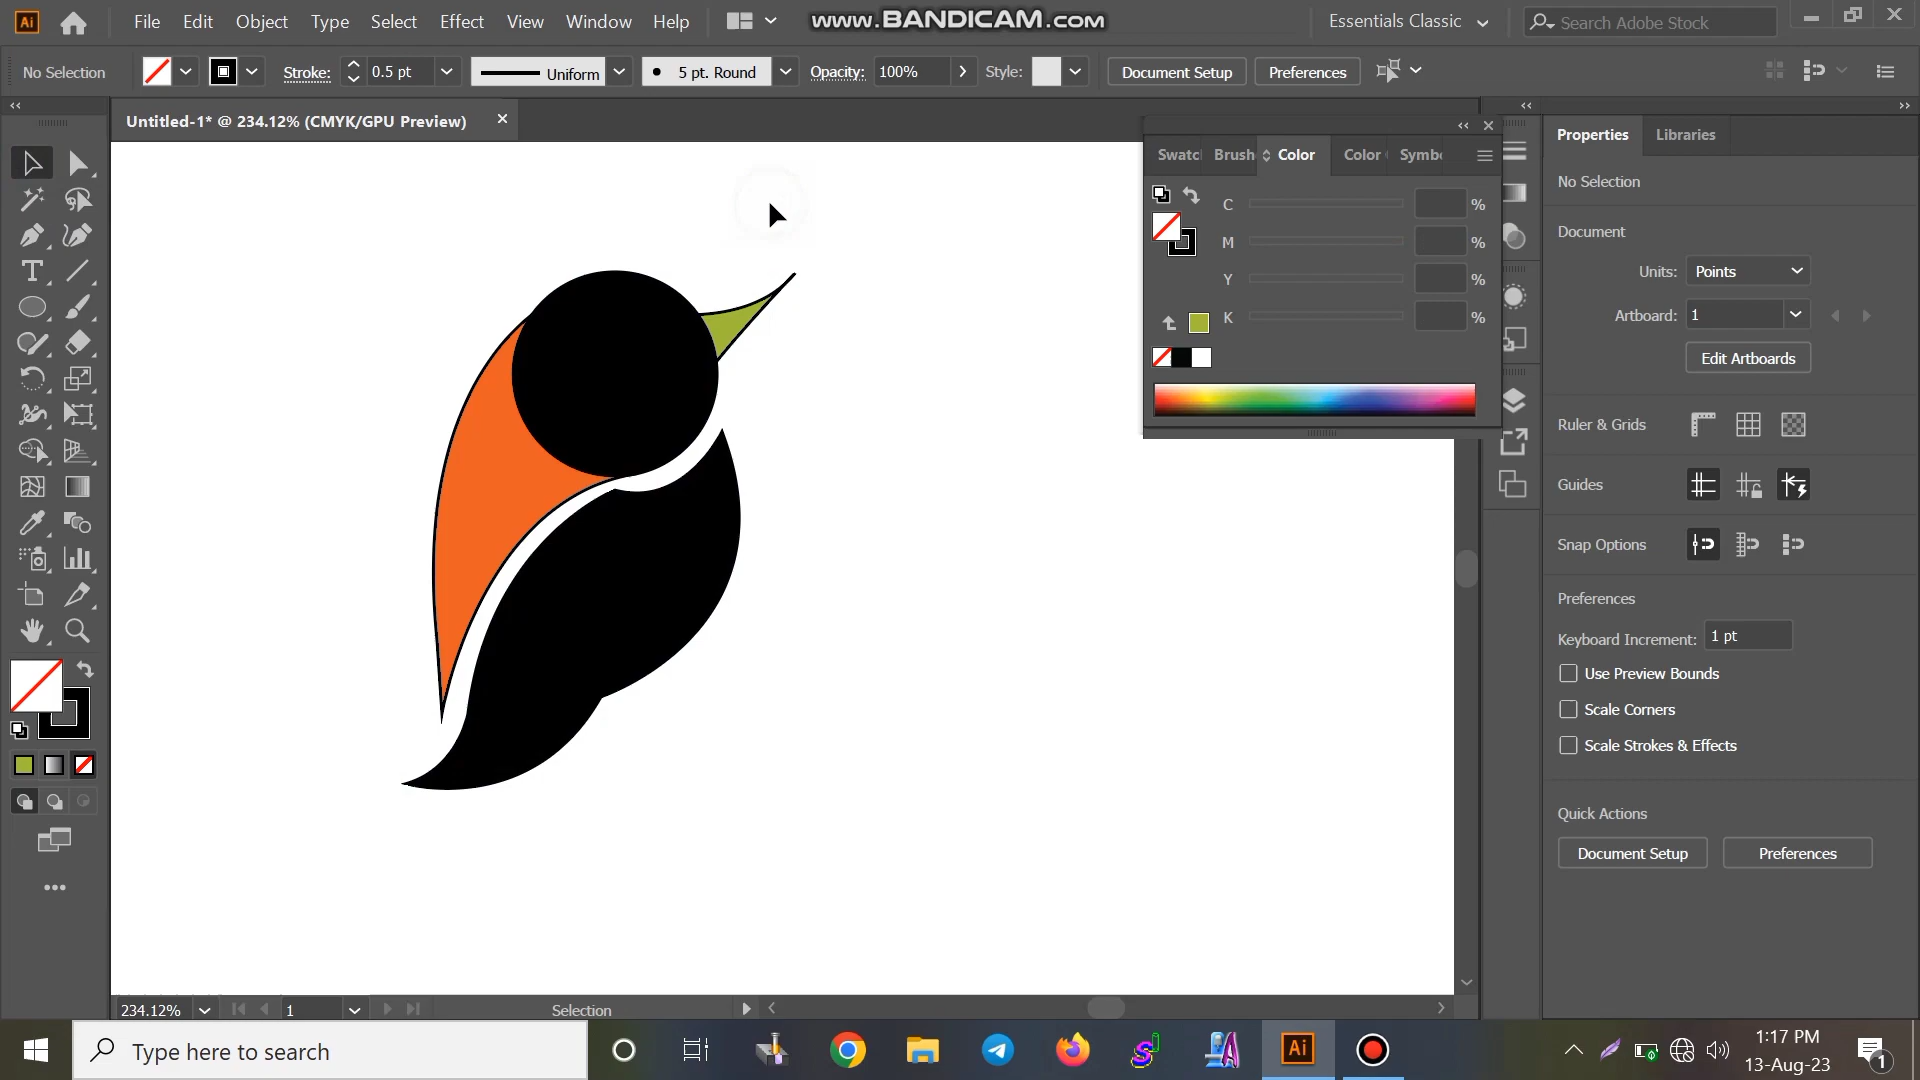 Ai File Edit Object Type Select Effect View Window Help www.BANDICAM.com Essentials Classic Search Adobe Stock
No Selection Stroke: 0.5 pt Uniform 5 pt. Round Opacity: 100% Style: Document Setup Preferences
Untitled-1* @ 234.12% (CMYK/GPU Preview)
Swatc Brush Color Color Symbo
C %
M %
Y %
K %
Properties Libraries
No Selection
Document
Units: Points
Artboard: 1
Edit Artboards
Ruler & Grids
Guides
Snap Options
Preferences
Keyboard Increment: 1 pt
Use Preview Bounds
Scale Corners
Scale Strokes & Effects
Quick Actions
Document Setup Preferences
234.12% 1 Selection
Type here to search
Ai
1:17 PM
13-Aug-23
1